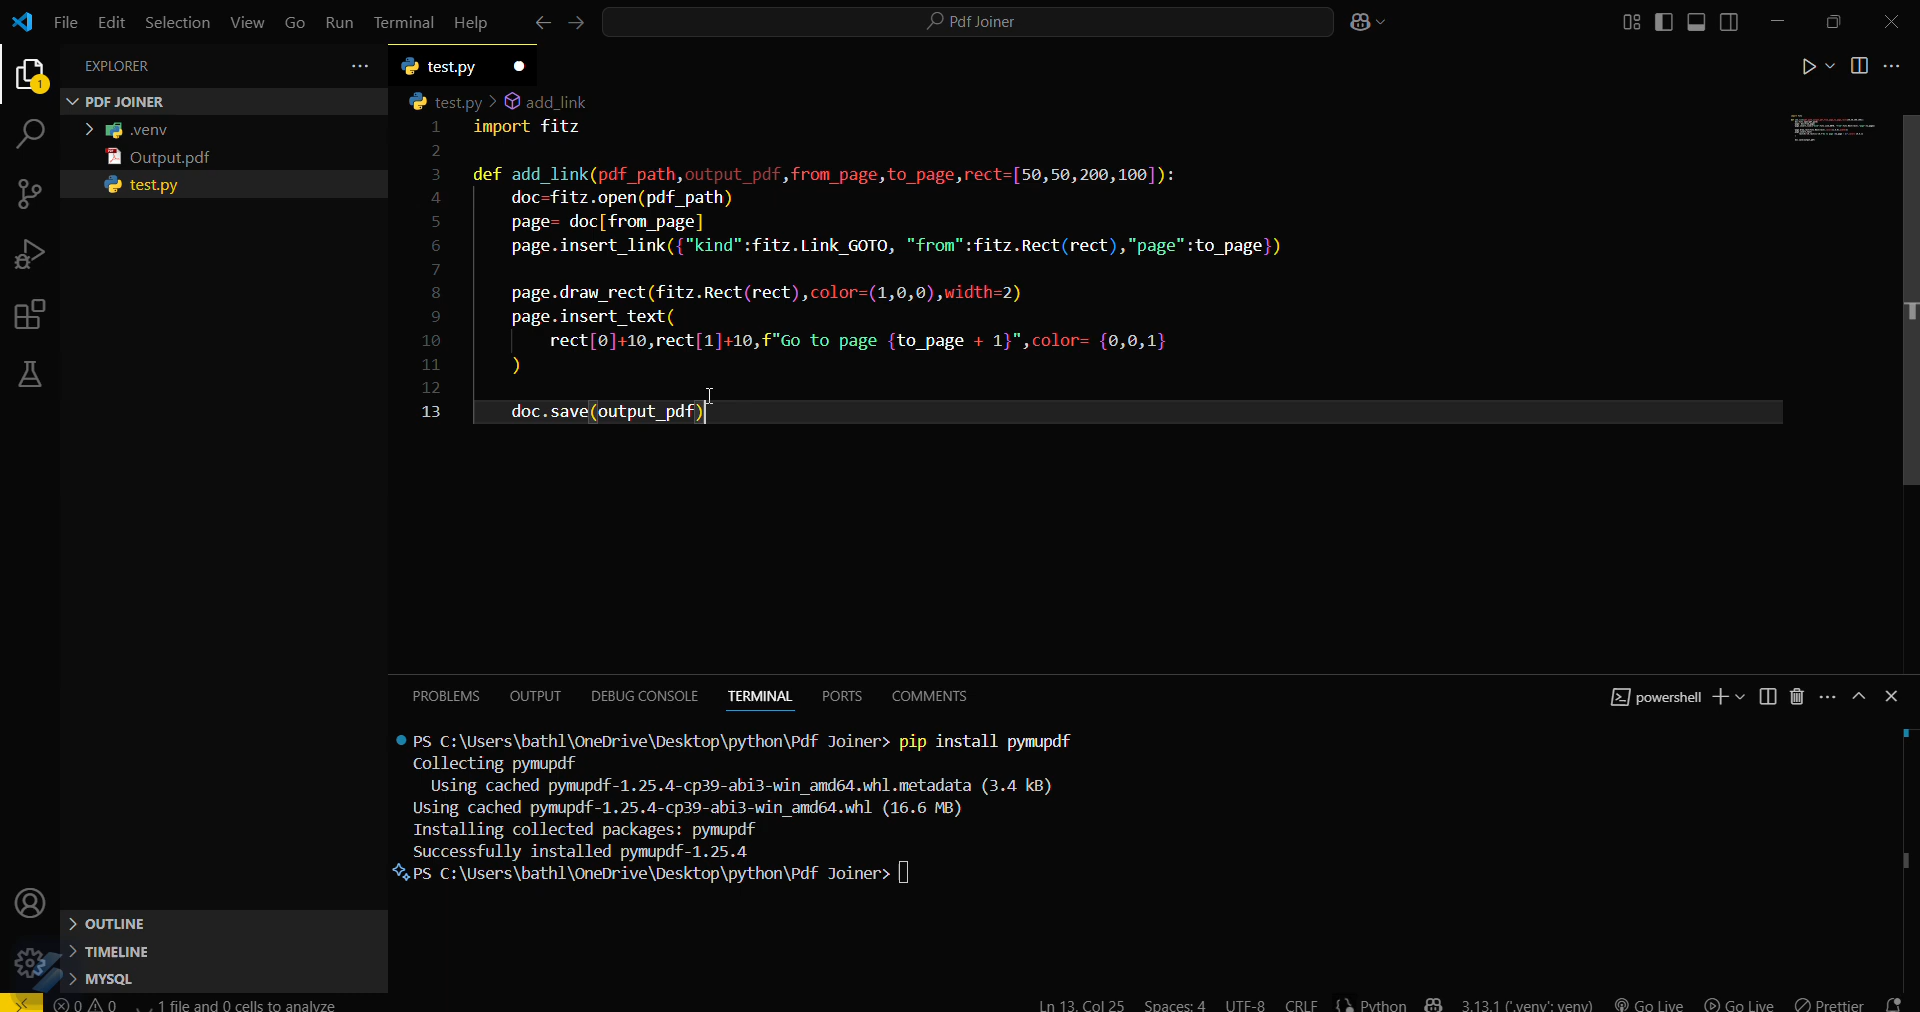 File Edit Selection View Go Run Terminal Help
Pdf Joiner
EXPLORER
1
PDF JOINER
.venv
Output.pdf
test.py
OUTLINE
TIMELINE
MYSQL
test.py
test.py > add_link
1 import fitz
2
3 def add_link(pdf_path,output_pdf,from_page,to_page,rect=[50,50,200,100]):
4 doc=fitz.open(pdf_path)
5 page= doc[from_page]
6 page.insert_link({"kind":fitz.Link_GOTO, "from":fitz.Rect(rect),"page":to_page})
7
8 page.draw_rect(fitz.Rect(rect),color=(1,0,0),width=2)
9 page.insert_text(
10 rect[0]+10,rect[1]+10,f"Go to page {to_page + 1}",color= {0,0,1}
11 )
12
13 doc.save(output_pdf)
PROBLEMS OUTPUT DEBUG CONSOLE TERMINAL PORTS COMMENTS
powershell
PS C:\Users\bathl\OneDrive\Desktop\python\Pdf Joiner> pip install pymupdf
Collecting pymupdf
Using cached pymupdf-1.25.4-cp39-abi3-win_amd64.whl.metadata (3.4 kB)
Using cached pymupdf-1.25.4-cp39-abi3-win_amd64.whl (16.6 MB)
Installing collected packages: pymupdf
Successfully installed pymupdf-1.25.4
PS C:\Users\bathl\OneDrive\Desktop\python\Pdf Joiner>
0 0 1 file and 0 cells to analyze
Ln 13, Col 25 Spaces: 4 UTF-8 CRLF Python 3.13.1 ('.venv': venv) Go Live Go Live Prettier